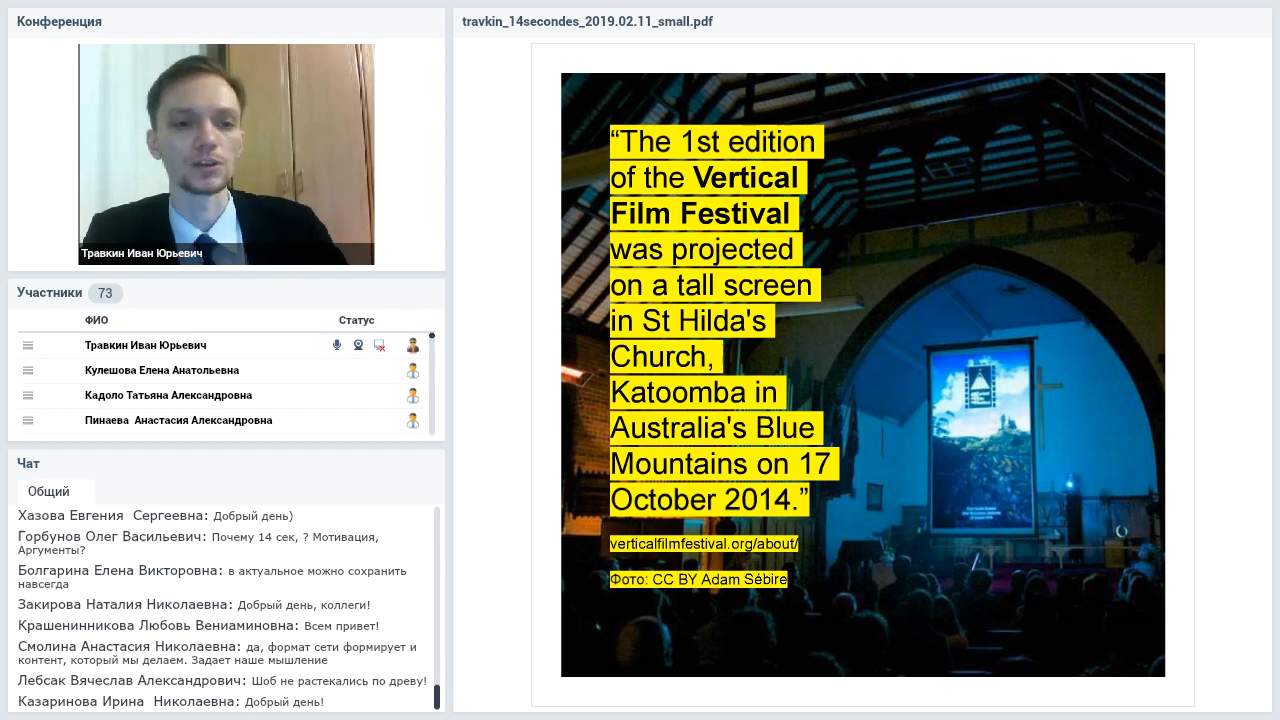 Конференция
Травкин Иван Юрьевич
Участники 73
ФИО Статус
Травкин Иван Юрьевич
Кулешова Елена Анатольевна
Кадоло Татьяна Александровна
Пинаева Анастасия Александровна
Чат
Общий
Хазова Евгения Сергеевна: Добрый день)
Горбунов Олег Васильевич: Почему 14 сек, ? Мотивация,
Аргументы?
Болгарина Елена Викторовна: в актуальное можно сохранить
навсегда
Закирова Наталия Николаевна: Добрый день, коллеги!
Крашенинникова Любовь Вениаминовна: Всем привет!
Смолина Анастасия Николаевна: да, формат сети формирует и
контент, который мы делаем. Задает наше мышление
Лебсак Вячеслав Александрович: Шоб не растекались по древу!
Казаринова Ирина Николаевна: Добрый день!
travkin_14secondes_2019.02.11_small.pdf
“The 1st edition
of the Vertical
Film Festival
was projected
on a tall screen
in St Hilda's
Church,
Katoomba in
Australia's Blue
Mountains on 17
October 2014.”
verticalfilmfestival.org/about/
Фото: CC BY Adam Sébire